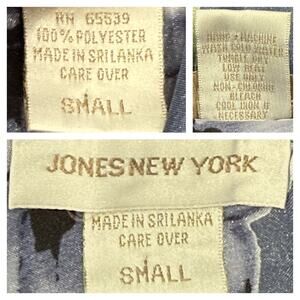 RN 65539
100% POLYESTER
MADE IN SRILANKA
CARE OVER
SMALL
HAND & MACHINE
WASH COLD WATER
TUMBLE DRY
LOW HEAT
USE ONLY
NON-CHLORINE
BLEACH
COOL IRON IF
NECESSARY
JONES NEW YORK
MADE IN SRILANKA
CARE OVER
SMALL